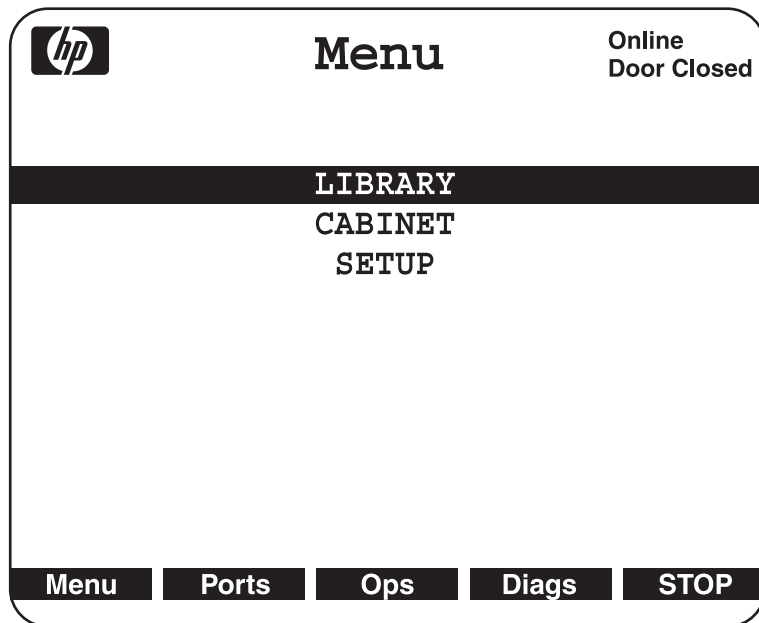 hp
Menu
Online
Door Closed
LIBRARY
CABINET
SETUP
Menu Ports Ops Diags STOP